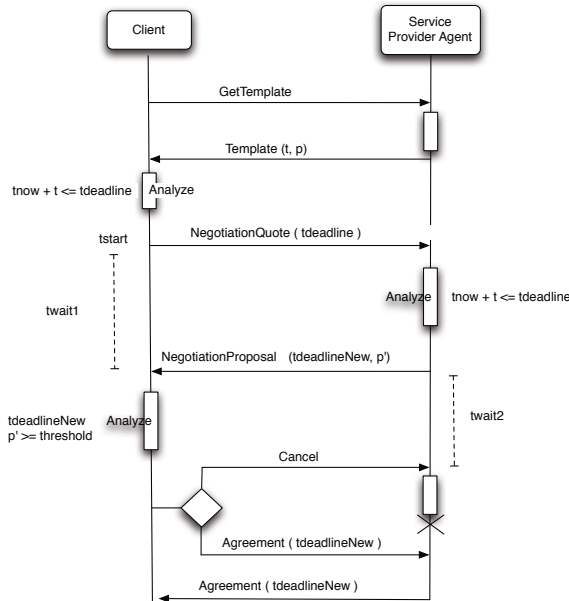 Client
Service
Provider Agent
GetTemplate
Template (t, p)
tnow + t <= tdeadline
Analyze
tstart
NegotiationQuote ( tdeadline )
Analyze
tnow + t <= tdeadline
twait1
NegotiationProposal (tdeadlineNew, p')
twait2
tdeadlineNew
p' >= threshold
Analyze
Cancel
Agreement ( tdeadlineNew )
Agreement ( tdeadlineNew )